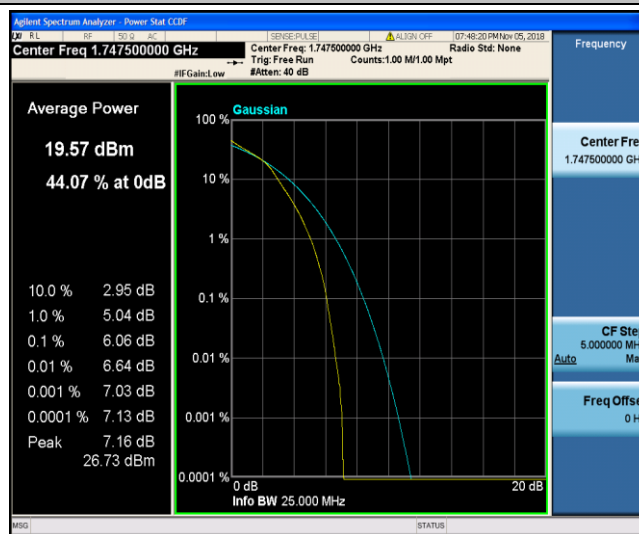 Agilent Spectrum Analyzer - Power Stat CCDF
RL RF 50 Ω AC SENSE:PULSE ALIGN OFF 07:48:20 PM Nov 05, 2018
Center Freq 1.747500000 GHz
Center Freq: 1.747500000 GHz Radio Std: None
Trig: Free Run Counts:1.00 M/1.00 Mpt
#IFGain:Low #Atten: 40 dB
Frequency
Average Power
19.57 dBm
44.07 % at 0dB
10.0 % 2.95 dB
1.0 % 5.04 dB
0.1 % 6.06 dB
0.01 % 6.64 dB
0.001 % 7.03 dB
0.0001 % 7.13 dB
Peak 7.16 dB
26.73 dBm
Gaussian
100 %
10 %
1 %
0.1 %
0.01 %
0.001 %
0.0001 %
0 dB 20 dB
Info BW 25.000 MHz
Center Fre
1.747500000 GH
CF Ste
5.000000 MH
Auto Ma
Freq Offse
0 H
MSG STATUS